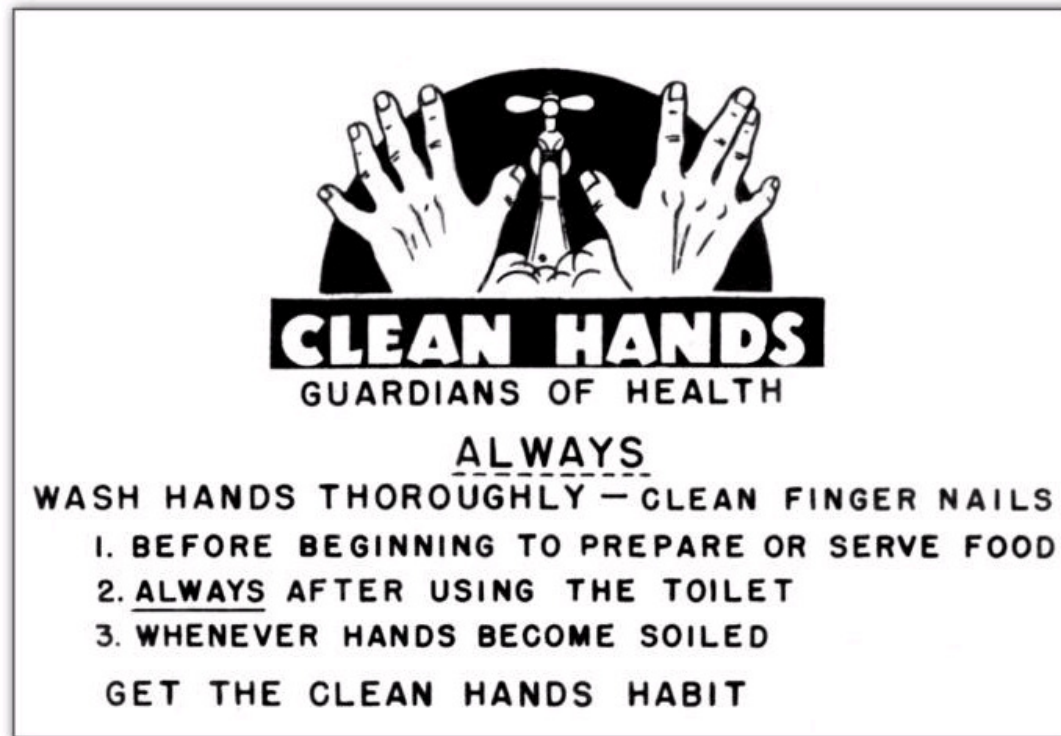 CLEAN HANDS
GUARDIANS OF HEALTH
ALWAYS
WASH HANDS THOROUGHLY — CLEAN FINGER NAILS
1. BEFORE BEGINNING TO PREPARE OR SERVE FOOD
2. ALWAYS AFTER USING THE TOILET
3. WHENEVER HANDS BECOME SOILED
GET THE CLEAN HANDS HABIT